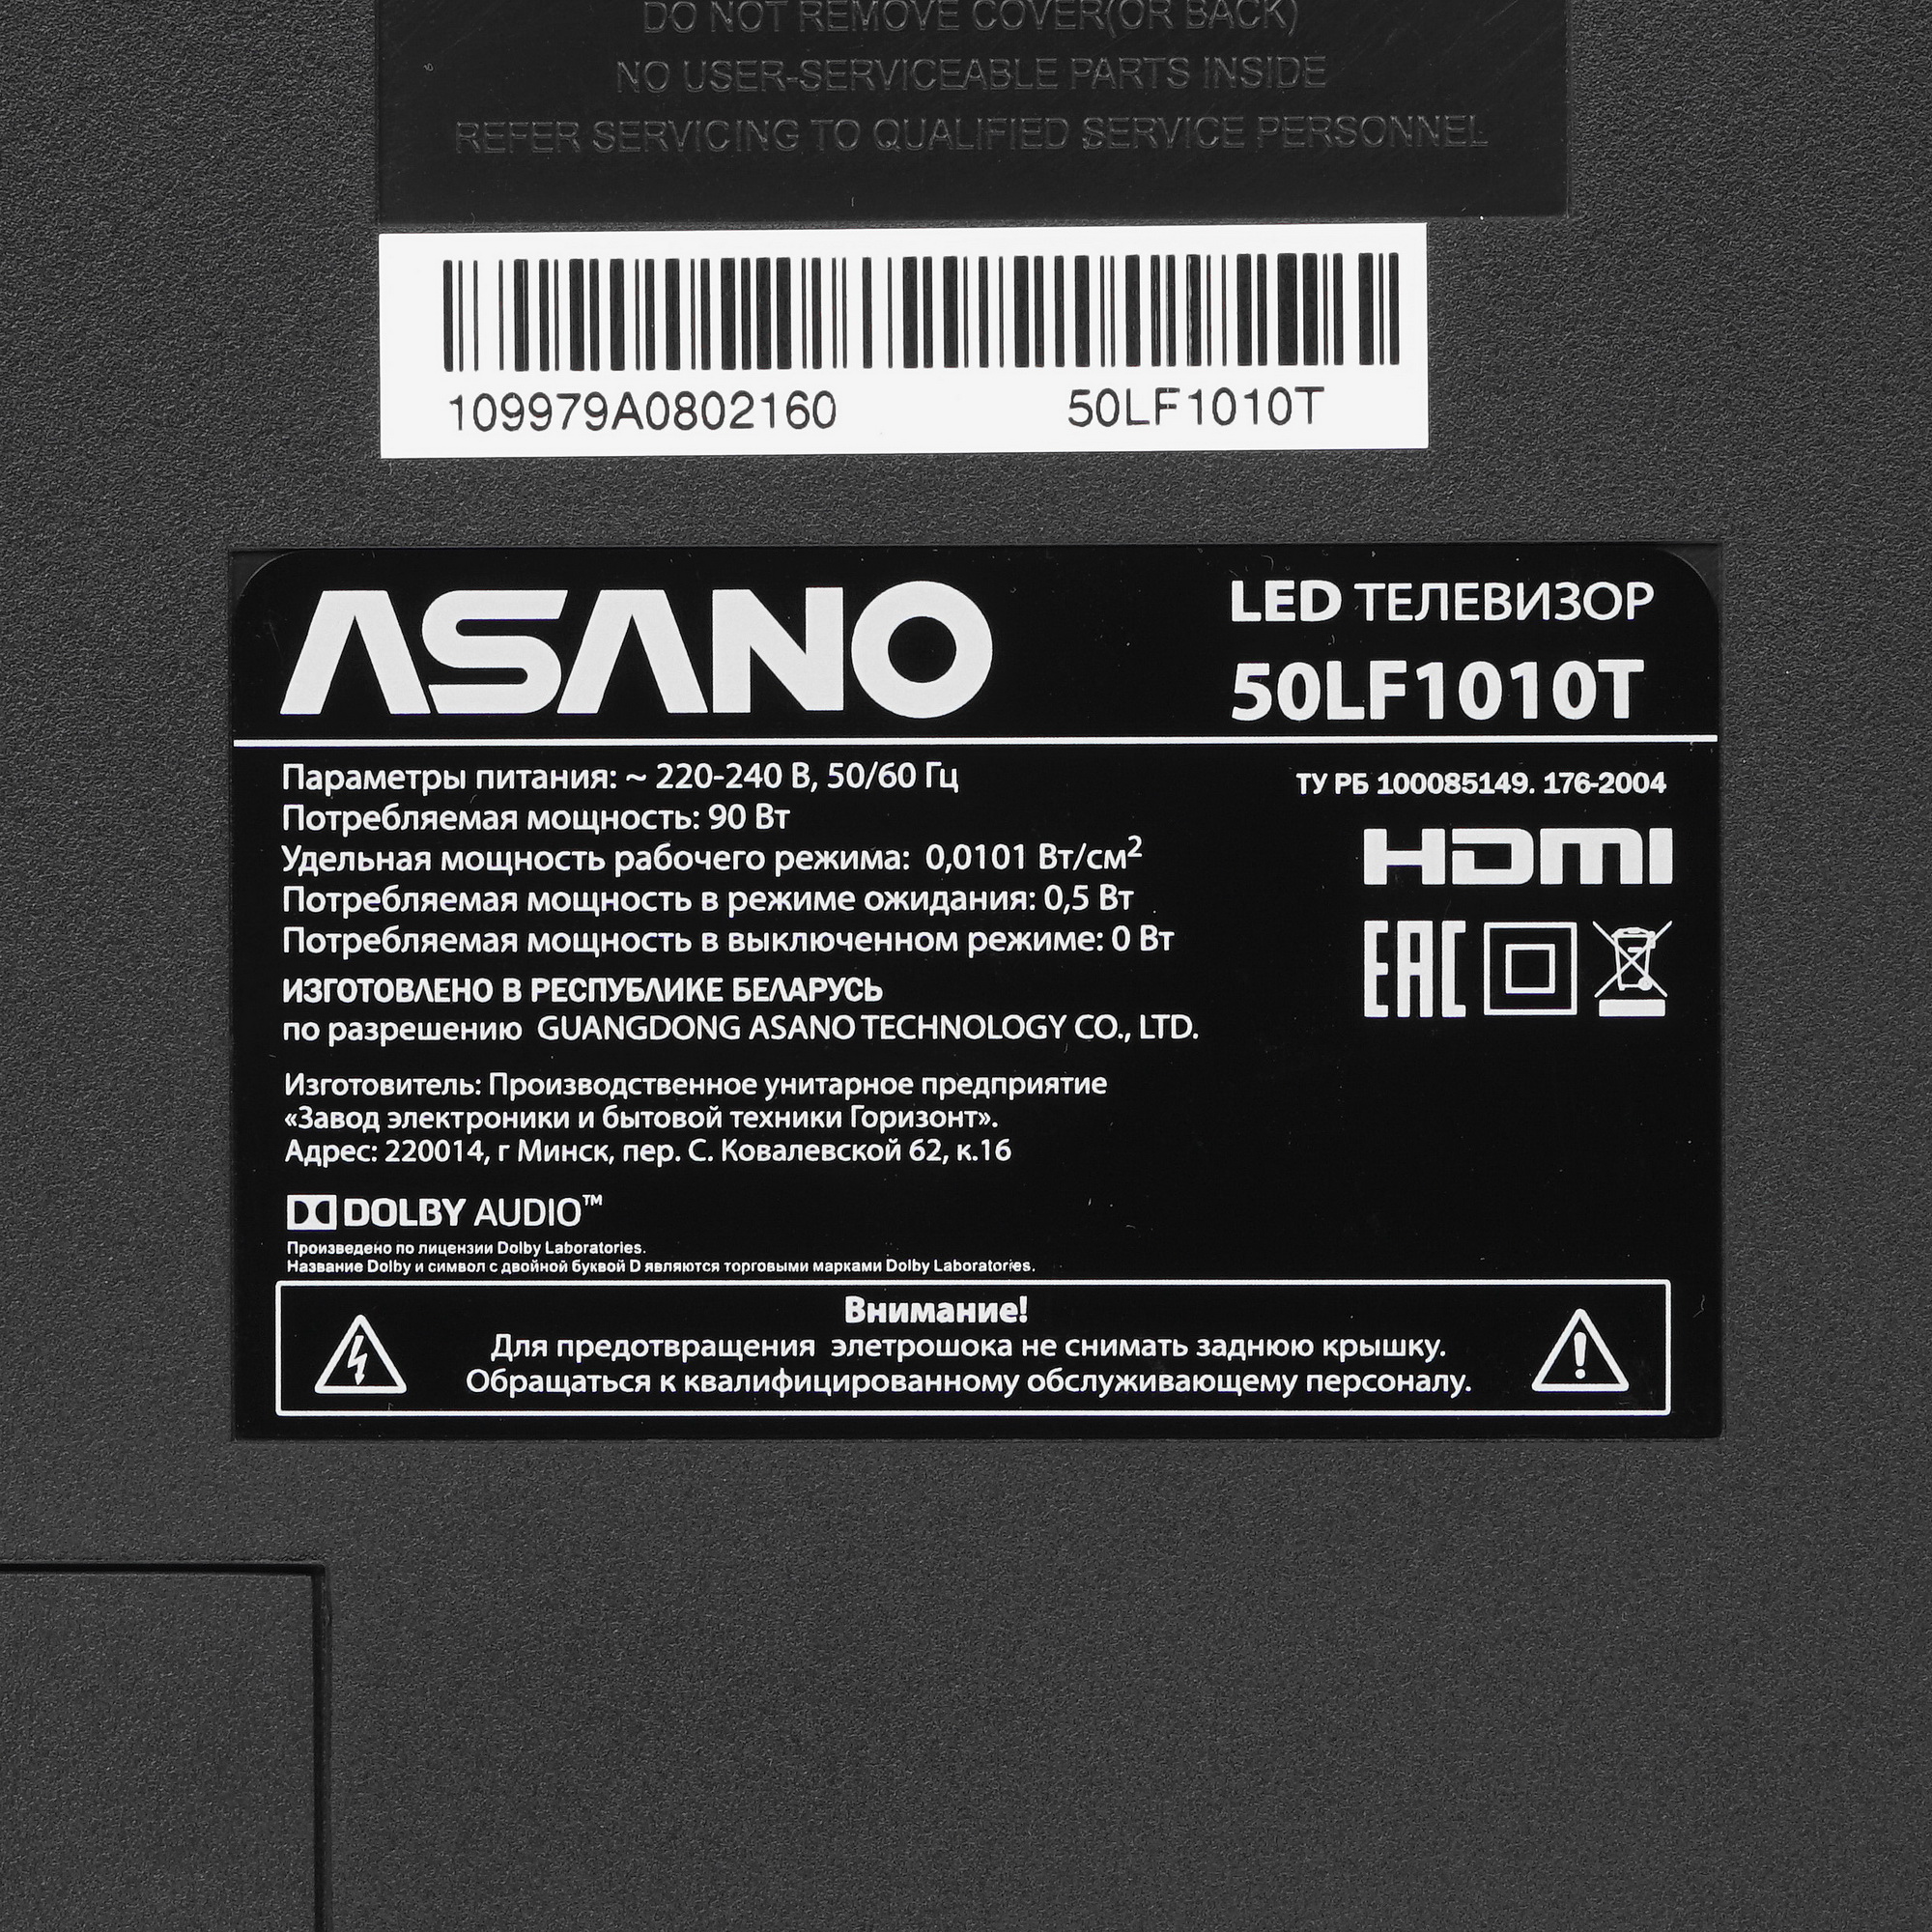 DO NOT REMOVE COVER(OR BACK)
NO USER-SERVICEABLE PARTS INSIDE
REFER SERVICING TO QUALIFIED SERVICE PERSONNEL
109979A0802160 50LF1010T
ASANO
LED ТЕЛЕВИЗОР
50LF1010T
Параметры питания: ~ 220-240 В, 50/60 Гц
Потребляемая мощность: 90 Вт
Удельная мощность рабочего режима: 0,0101 Вт/см²
Потребляемая мощность в режиме ожидания: 0,5 Вт
Потребляемая мощность в выключенном режиме: 0 Вт
ИЗГОТОВЛЕНО В РЕСПУБЛИКЕ БЕЛАРУСЬ
по разрешению GUANGDONG ASANO TECHNOLOGY CO., LTD.
ТУ РБ 100085149. 176-2004
HDMI
EAC
Изготовитель: Производственное унитарное предприятие
«Завод электроники и бытовой техники Горизонт».
Адрес: 220014, г Минск, пер. С. Ковалевской 62, к.16
DOLBY AUDIO™
Произведено по лицензии Dolby Laboratories.
Название Dolby и символ с двойной буквой D являются торговыми марками Dolby Laboratories.
Внимание!
Для предотвращения элетрошока не снимать заднюю крышку.
Обращаться к квалифицированному обслуживающему персоналу.